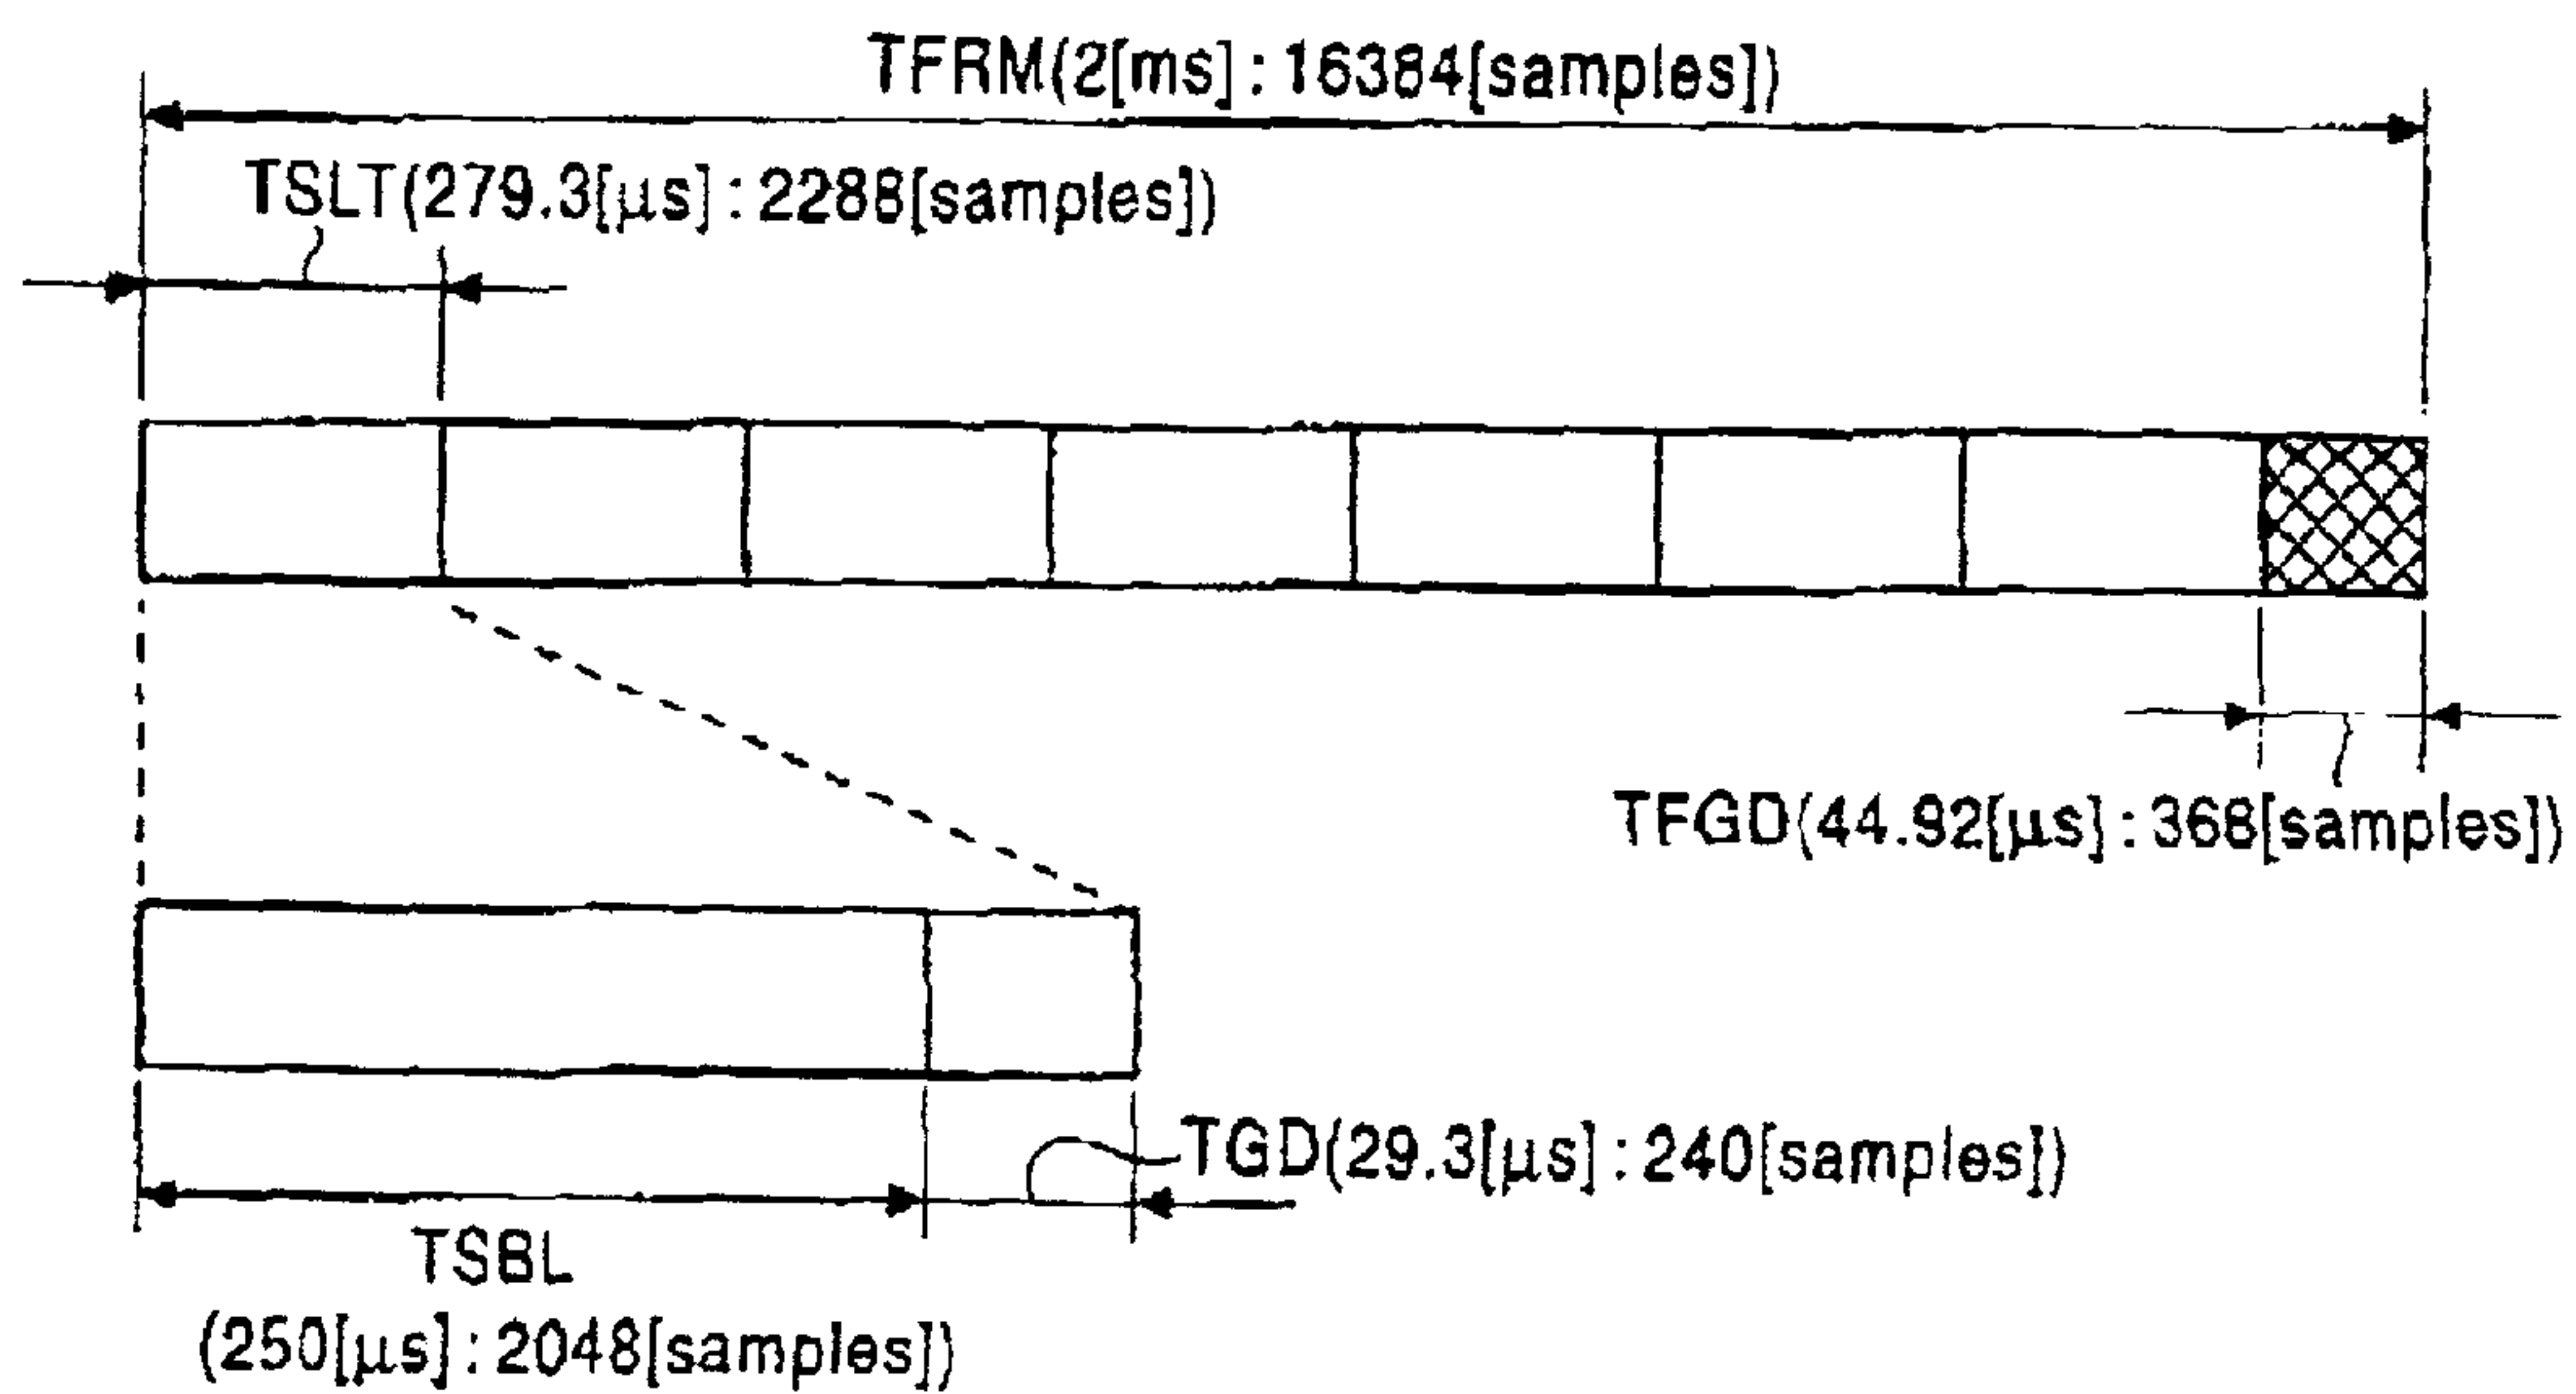 TFRM(2[ms]:16384[samples])
TSLT(279.3[μs]:2288[samples])
TFGD(44.92[μs]:368[samples])
TGD(29.3[μs]:240[samples])
TSBL
(250[μs]:2048[samples])